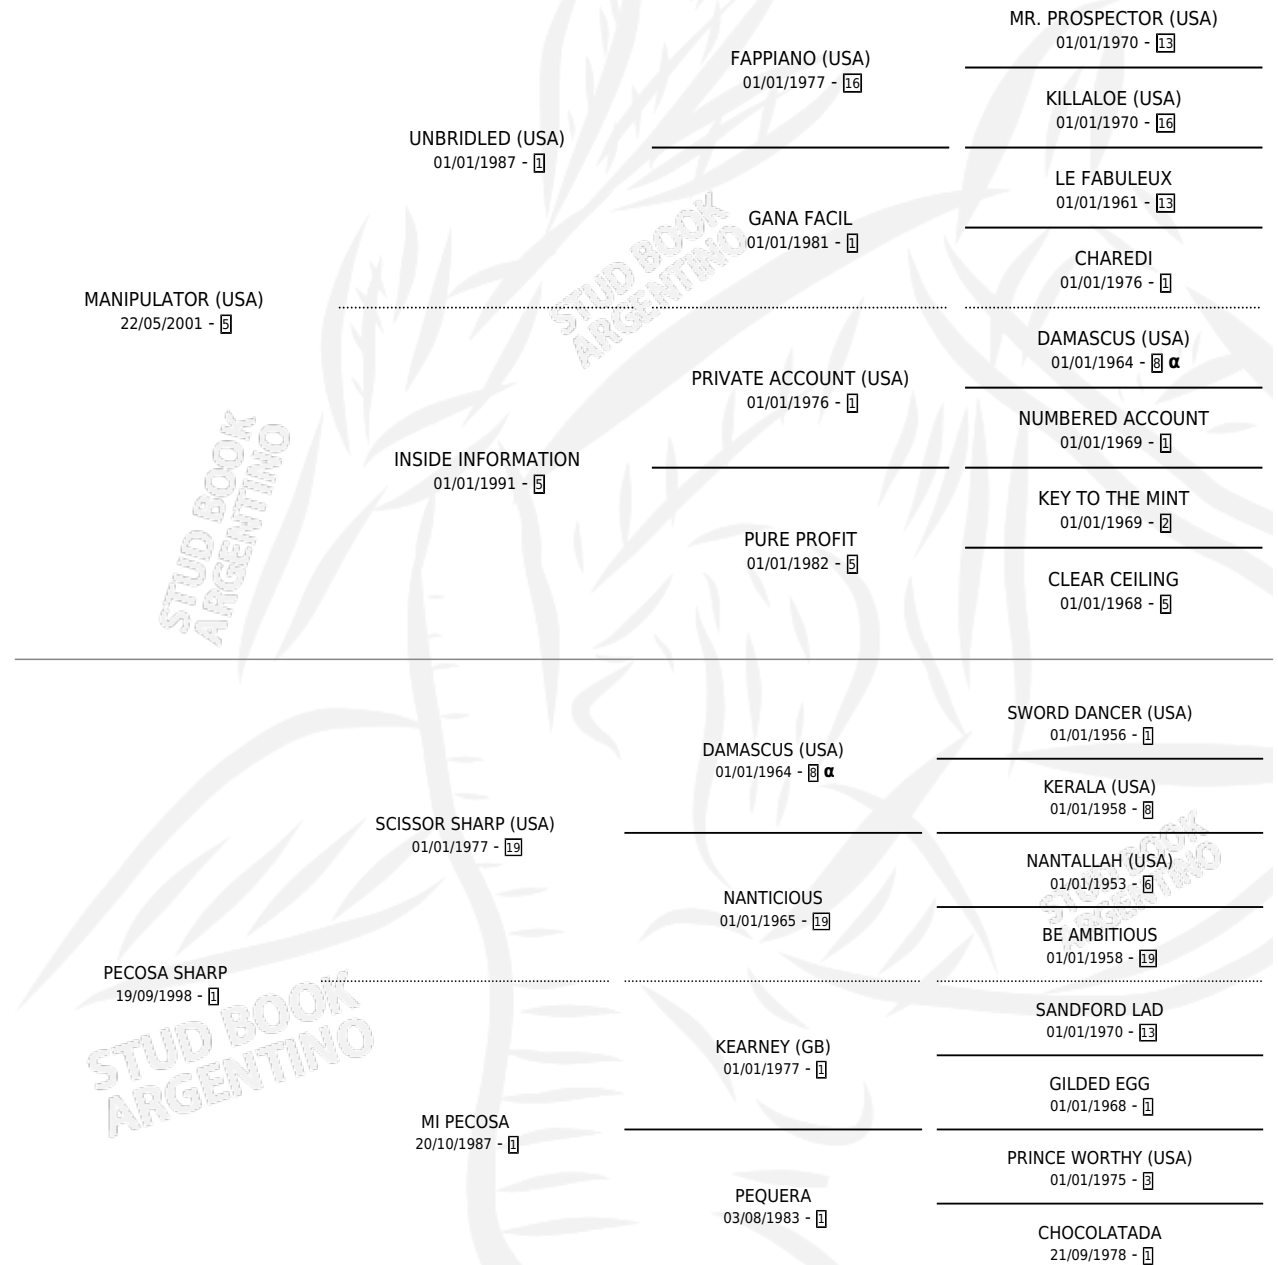 MR. PROSPECTOR (USA)
01/01/1970 - 13
FAPPIANO (USA)
01/01/1977 - 16
KILLALOE (USA)
01/01/1970 - 16
UNBRIDLED (USA)
01/01/1987 - 1
LE FABULEUX
01/01/1961 - 13
GANA FACIL
01/01/1981 - 1
CHAREDI
01/01/1976 - 1
MANIPULATOR (USA)
22/05/2001 - 5
DAMASCUS (USA)
01/01/1964 - 8 α
PRIVATE ACCOUNT (USA)
01/01/1976 - 1
NUMBERED ACCOUNT
01/01/1969 - 1
INSIDE INFORMATION
01/01/1991 - 5
KEY TO THE MINT
01/01/1969 - 2
PURE PROFIT
01/01/1982 - 5
CLEAR CEILING
01/01/1968 - 5
SWORD DANCER (USA)
01/01/1956 - 1
DAMASCUS (USA)
01/01/1964 - 8 α
KERALA (USA)
01/01/1958 - 8
SCISSOR SHARP (USA)
01/01/1977 - 19
NANTALLAH (USA)
01/01/1953 - 6
NANTICIOUS
01/01/1965 - 19
BE AMBITIOUS
01/01/1958 - 19
PECOSA SHARP
19/09/1998 - 1
SANDFORD LAD
01/01/1970 - 13
KEARNEY (GB)
01/01/1977 - 1
GILDED EGG
01/01/1968 - 1
MI PECOSA
20/10/1987 - 1
PRINCE WORTHY (USA)
01/01/1975 - 3
PEQUERA
03/08/1983 - 1
CHOCOLATADA
21/09/1978 - 1
STUD BOOK
ARGENTINO
STUD BOOK
ARGENTINO
STUD BOOK
ARGENTINO
STUD BOOK
ARGENTINO